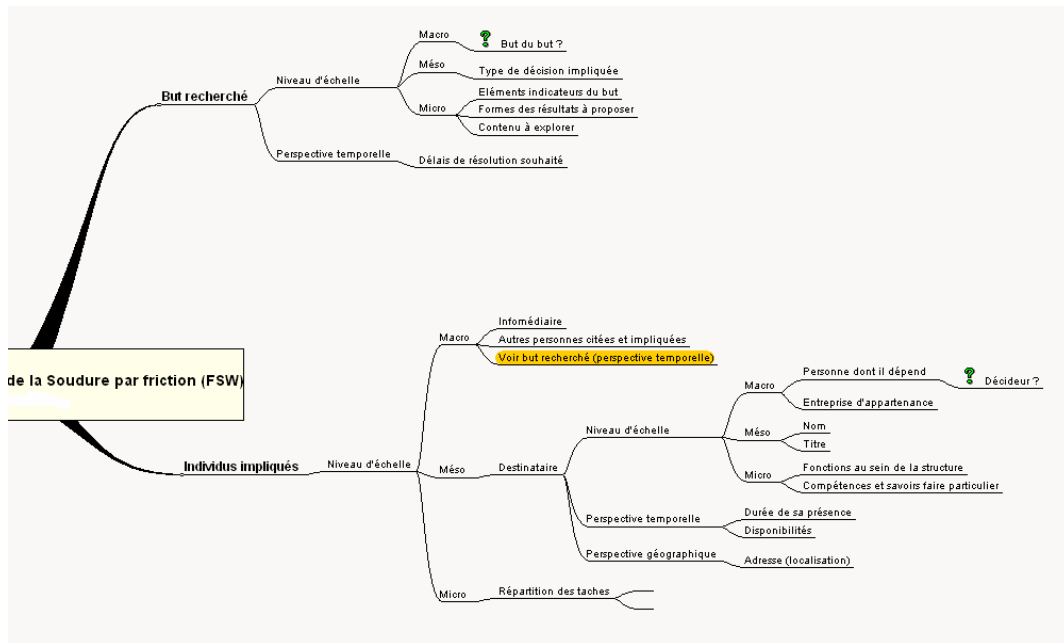 Macro
But du but ?
Méso
Type de décision impliquée
Niveau d'échelle
Micro
Eléments indicateurs du but
Formes des résultats à proposer
Contenu à explorer
But recherché
Perspective temporelle
Délais de résolution souhaité
de la Soudure par friction (FSW)
Individus impliqués
Niveau d'échelle
Macro
Infomédiaire
Autres personnes citées et impliquées
Voir but recherché (perspective temporelle)
Méso
Destinataire
Niveau d'échelle
Macro
Personne dont il dépend
Décideur ?
Entreprise d'appartenance
Méso
Nom
Titre
Micro
Fonctions au sein de la structure
Compétences et savoirs faire particulier
Perspective temporelle
Durée de sa présence
Disponibilités
Perspective géographique
Adresse (localisation)
Micro
Répartition des taches